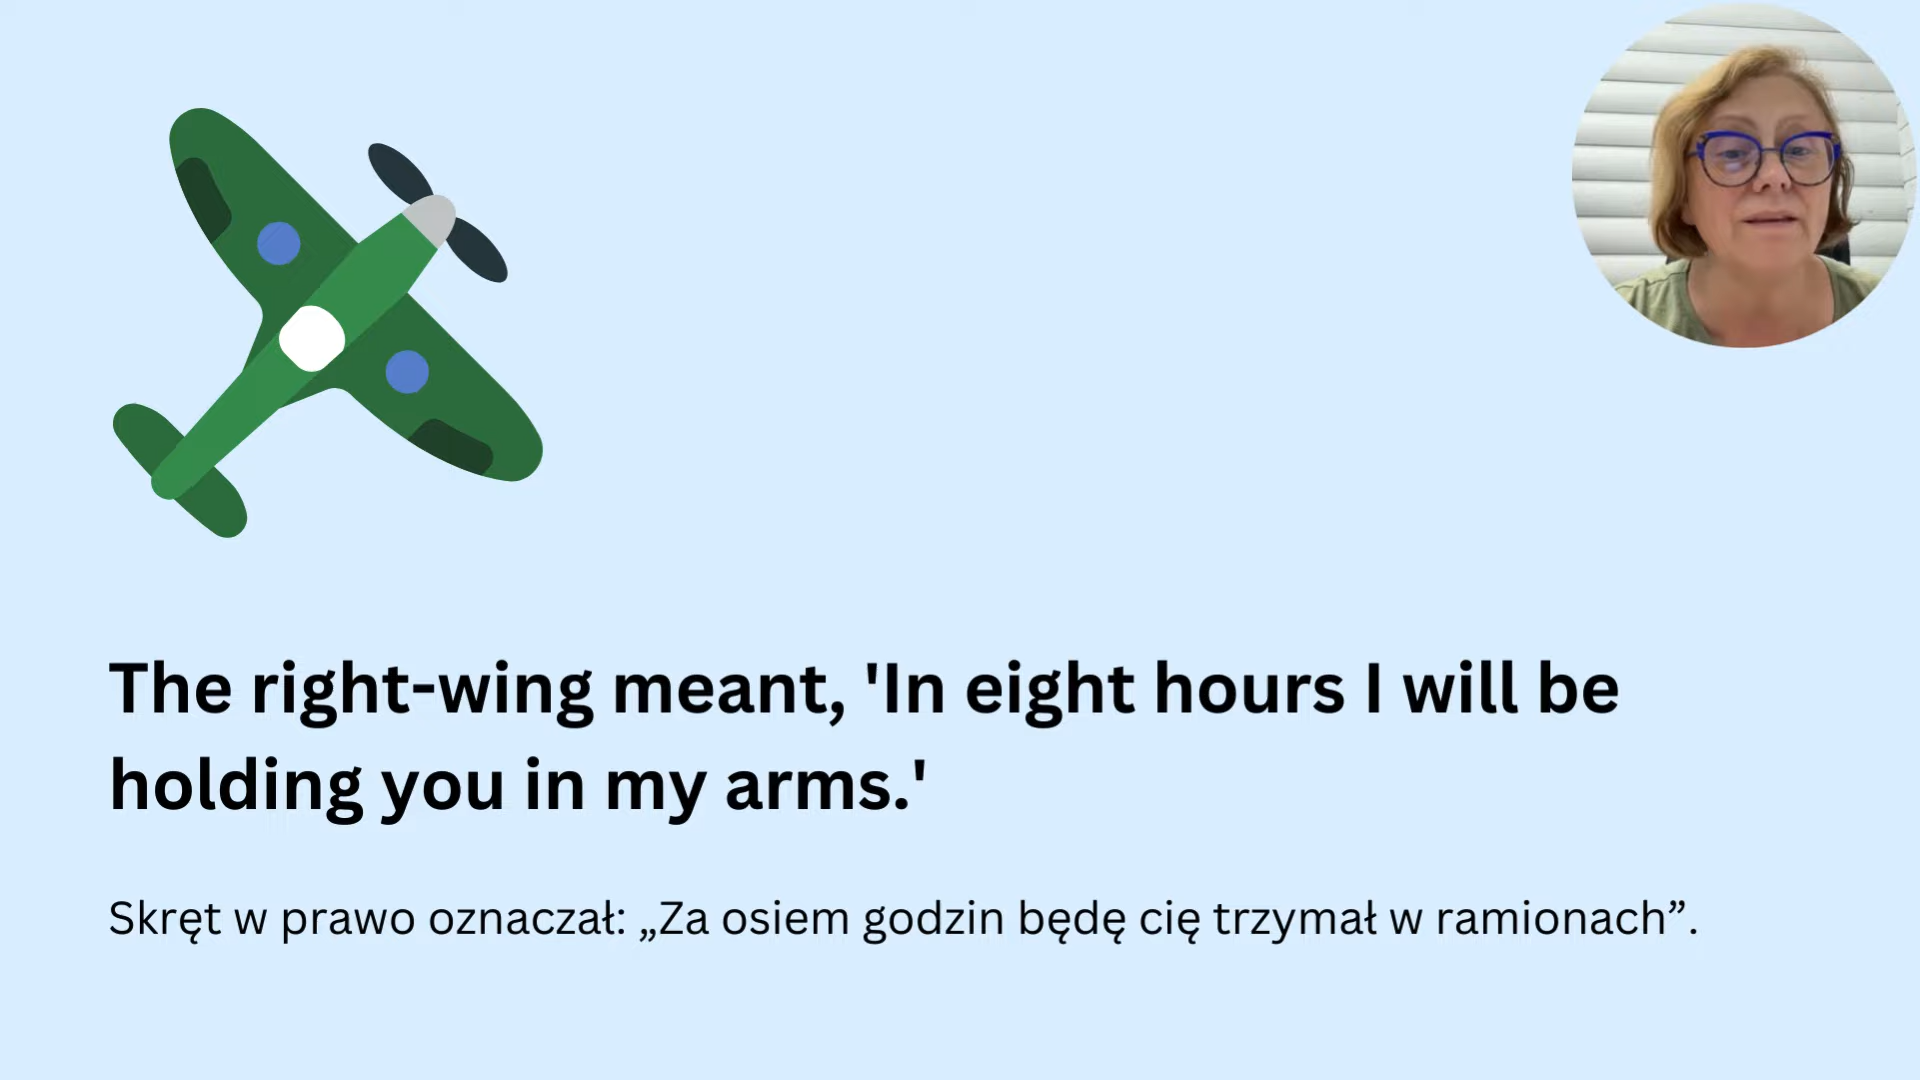 The right-wing meant, 'In eight hours I will be
holding you in my arms.'
Skręt w prawo oznaczał: „Za osiem godzin będę cię trzymał w ramionach”.